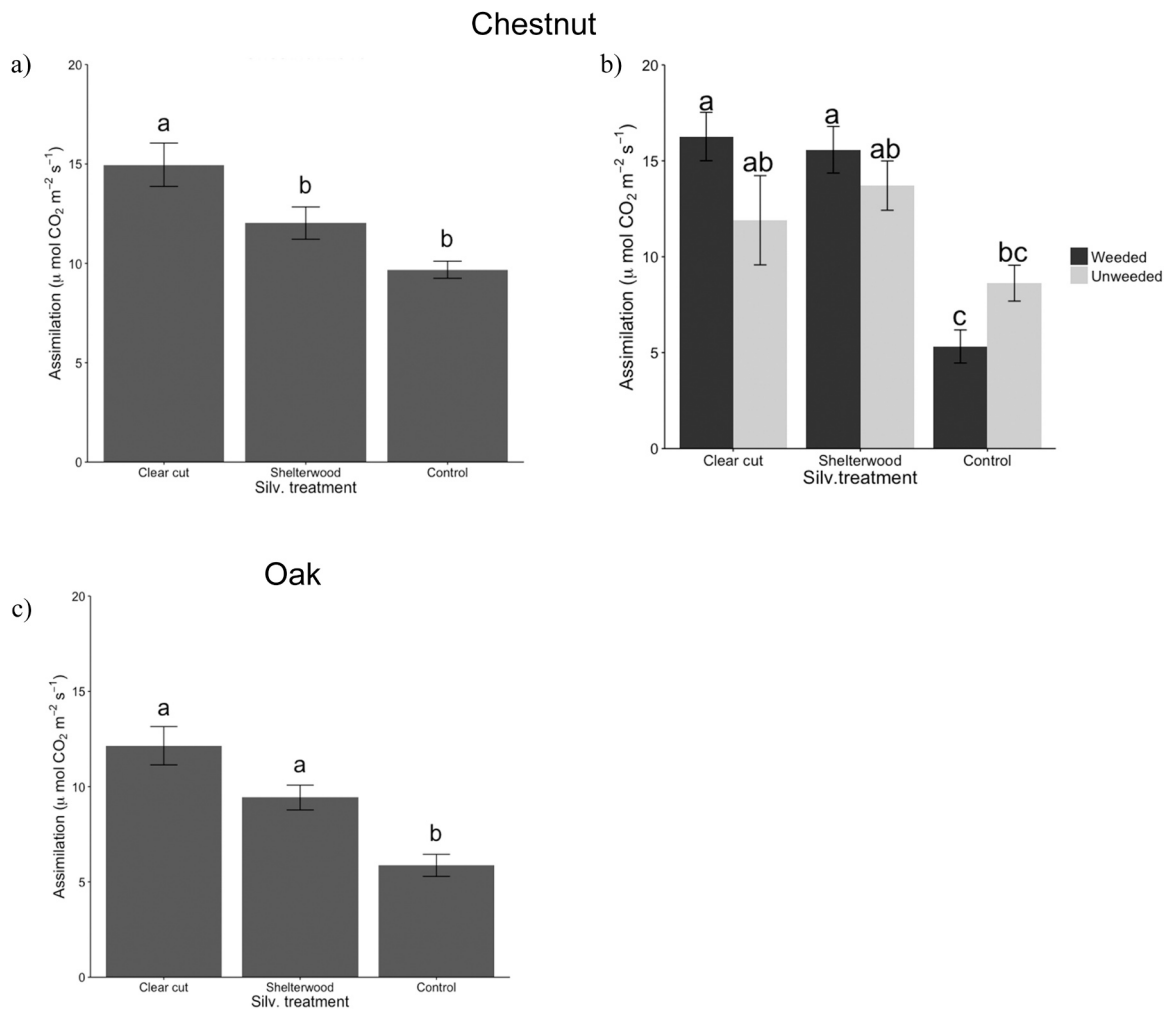 Chestnut
a)
20
15
10
5
0
Assimilation (μ mol CO₂ m⁻² s⁻¹)
a
b
b
Clear cut Shelterwood Control
Silv. treatment
b)
20
15
10
5
0
Assimilation (μ mol CO₂ m⁻² s⁻¹)
a ab a ab c bc
Clear cut Shelterwood Control
Silv.treatment
Weeded
Unweeded
Oak
c)
20
15
10
5
0
Assimilation (μ mol CO₂ m⁻² s⁻¹)
a
a
b
Clear cut Shelterwood Control
Silv. treatment